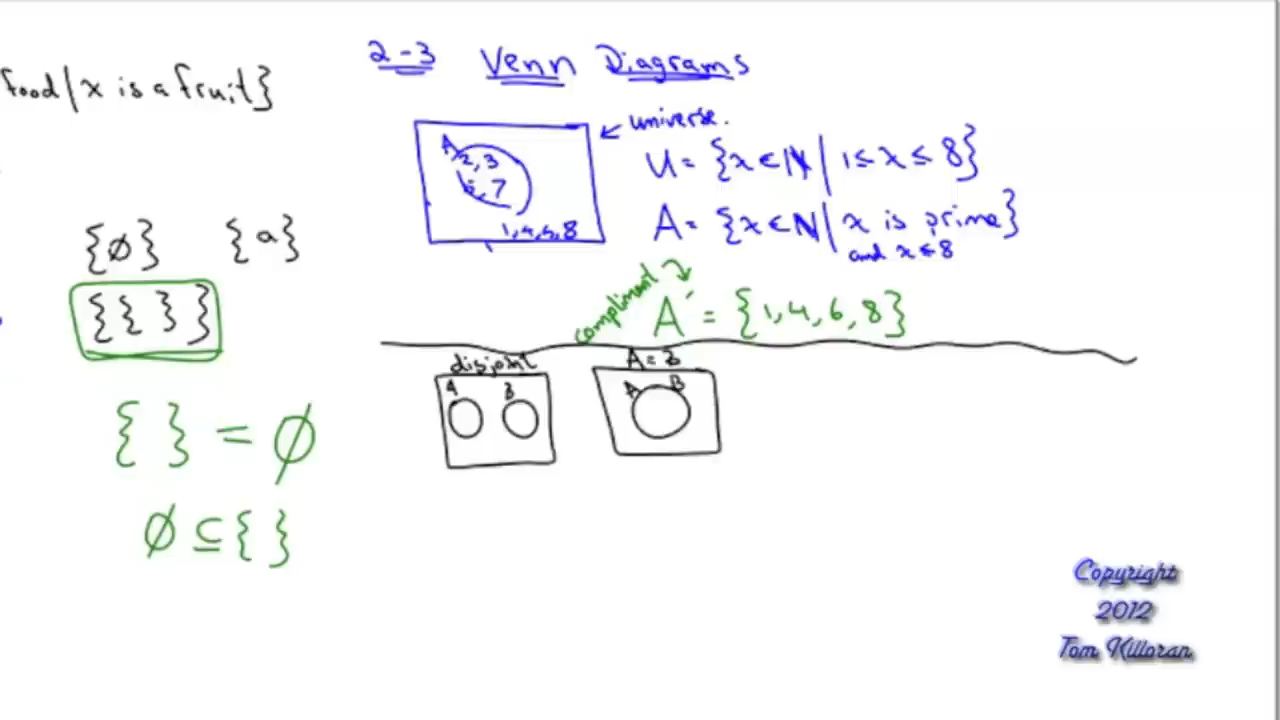 food | x is a fruit}
{∅} {a}
{{ }}
{ } = ∅
∅ ⊆ { }
2-3 Venn Diagrams
universe.
A
2, 3
5, 7
1, 4, 6, 8
U = {x ∈ ℕ | 1 ≤ x ≤ 8}
A = {x ∈ ℕ | x is prime}
and x ≤ 8
compliment
A′ = {1, 4, 6, 8}
disjoint
A B
A = B
A B
Copyright
2012
Tom Killoran